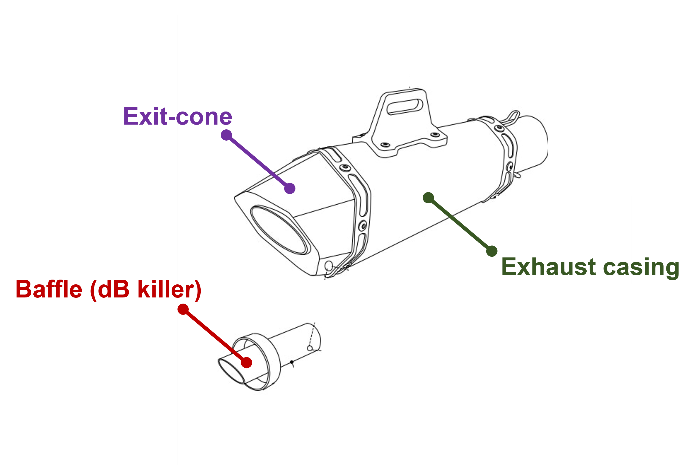 Exit-cone
Exhaust casing
Baffle (dB killer)